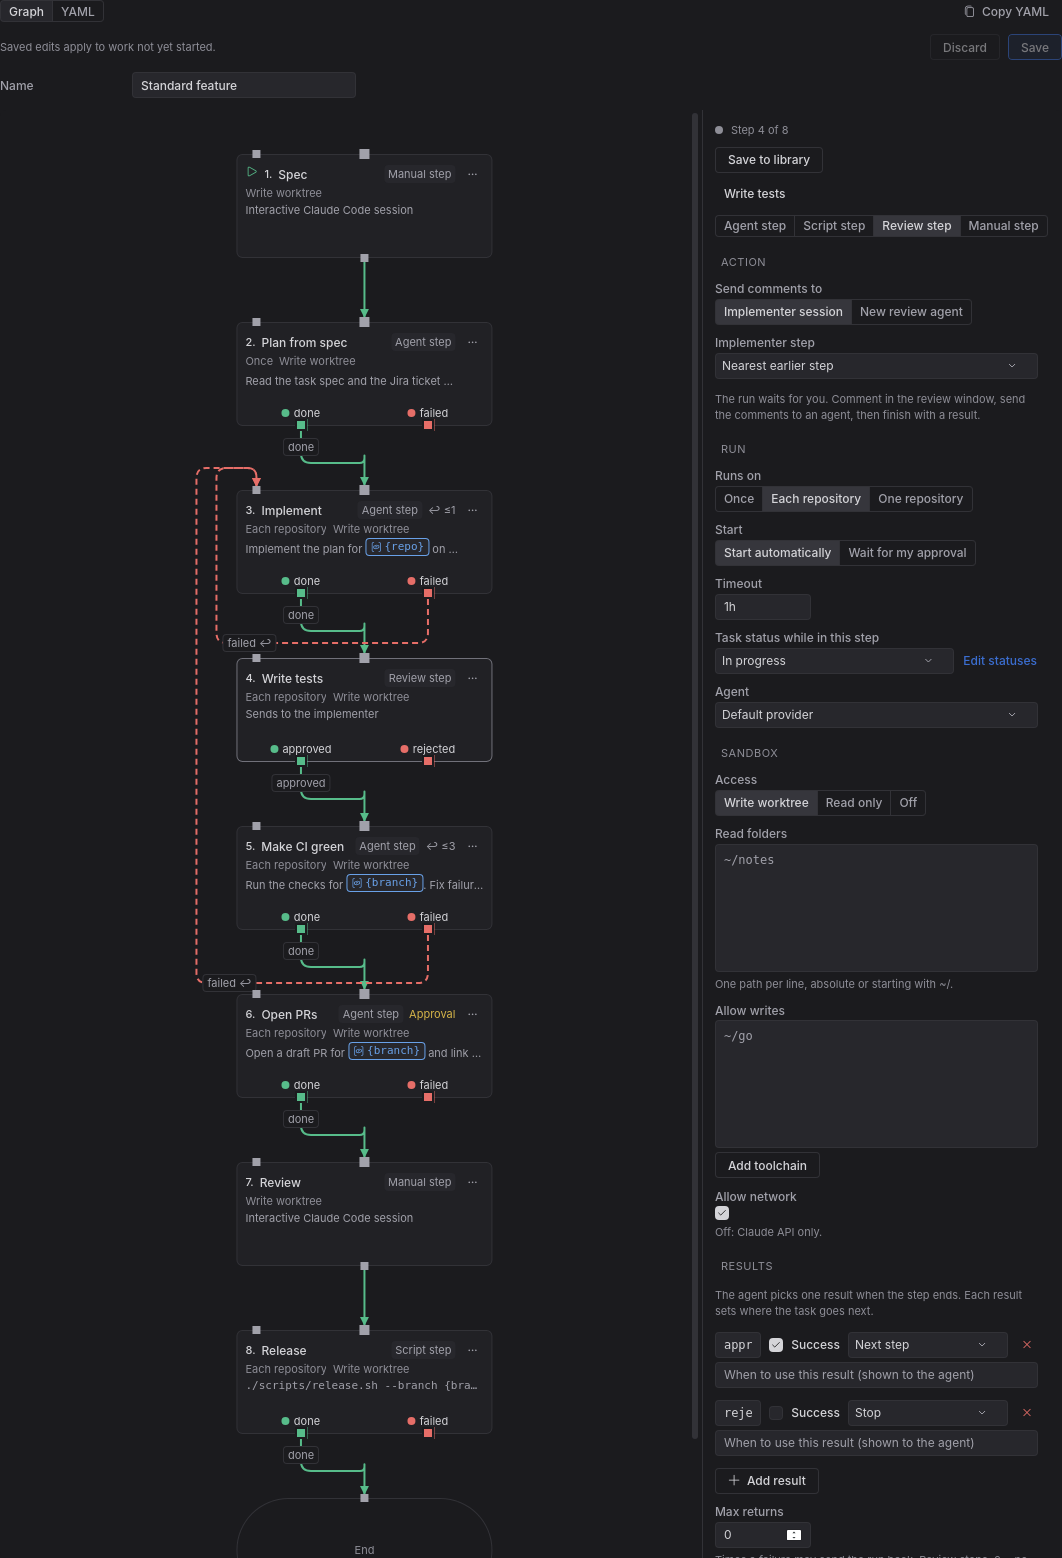 Graph YAML
Copy YAML
Saved edits apply to work not yet started.
Discard Save
Name Standard feature
1. Spec Manual step ...
Write worktree
Interactive Claude Code session
2. Plan from spec Agent step ...
Once Write worktree
Read the task spec and the Jira ticket ...
done failed
done
3. Implement Agent step ↩ ≤1 ...
Each repository Write worktree
Implement the plan for {repo} on ...
done failed
done
failed ↩
4. Write tests Review step ...
Each repository Write worktree
Sends to the implementer
approved rejected
approved
5. Make CI green Agent step ↩ ≤3 ...
Each repository Write worktree
Run the checks for {branch}. Fix failur...
done failed
done
failed ↩
6. Open PRs Agent step Approval ...
Each repository Write worktree
Open a draft PR for {branch} and link ...
done failed
done
7. Review Manual step ...
Write worktree
Interactive Claude Code session
8. Release Script step ...
Each repository Write worktree
./scripts/release.sh --branch {bra…
done failed
done
End
Step 4 of 8
Save to library
Write tests
Agent step Script step Review step Manual step
ACTION
Send comments to
Implementer session New review agent
Implementer step
Nearest earlier step
The run waits for you. Comment in the review window, send
the comments to an agent, then finish with a result.
RUN
Runs on
Once Each repository One repository
Start
Start automatically Wait for my approval
Timeout
1h
Task status while in this step
In progress Edit statuses
Agent
Default provider
SANDBOX
Access
Write worktree Read only Off
Read folders
~/notes
One path per line, absolute or starting with ~/.
Allow writes
~/go
Add toolchain
Allow network
Off: Claude API only.
RESULTS
The agent picks one result when the step ends. Each result
sets where the task goes next.
appr Success Next step ×
When to use this result (shown to the agent)
reje Success Stop ×
When to use this result (shown to the agent)
+ Add result
Max returns
0